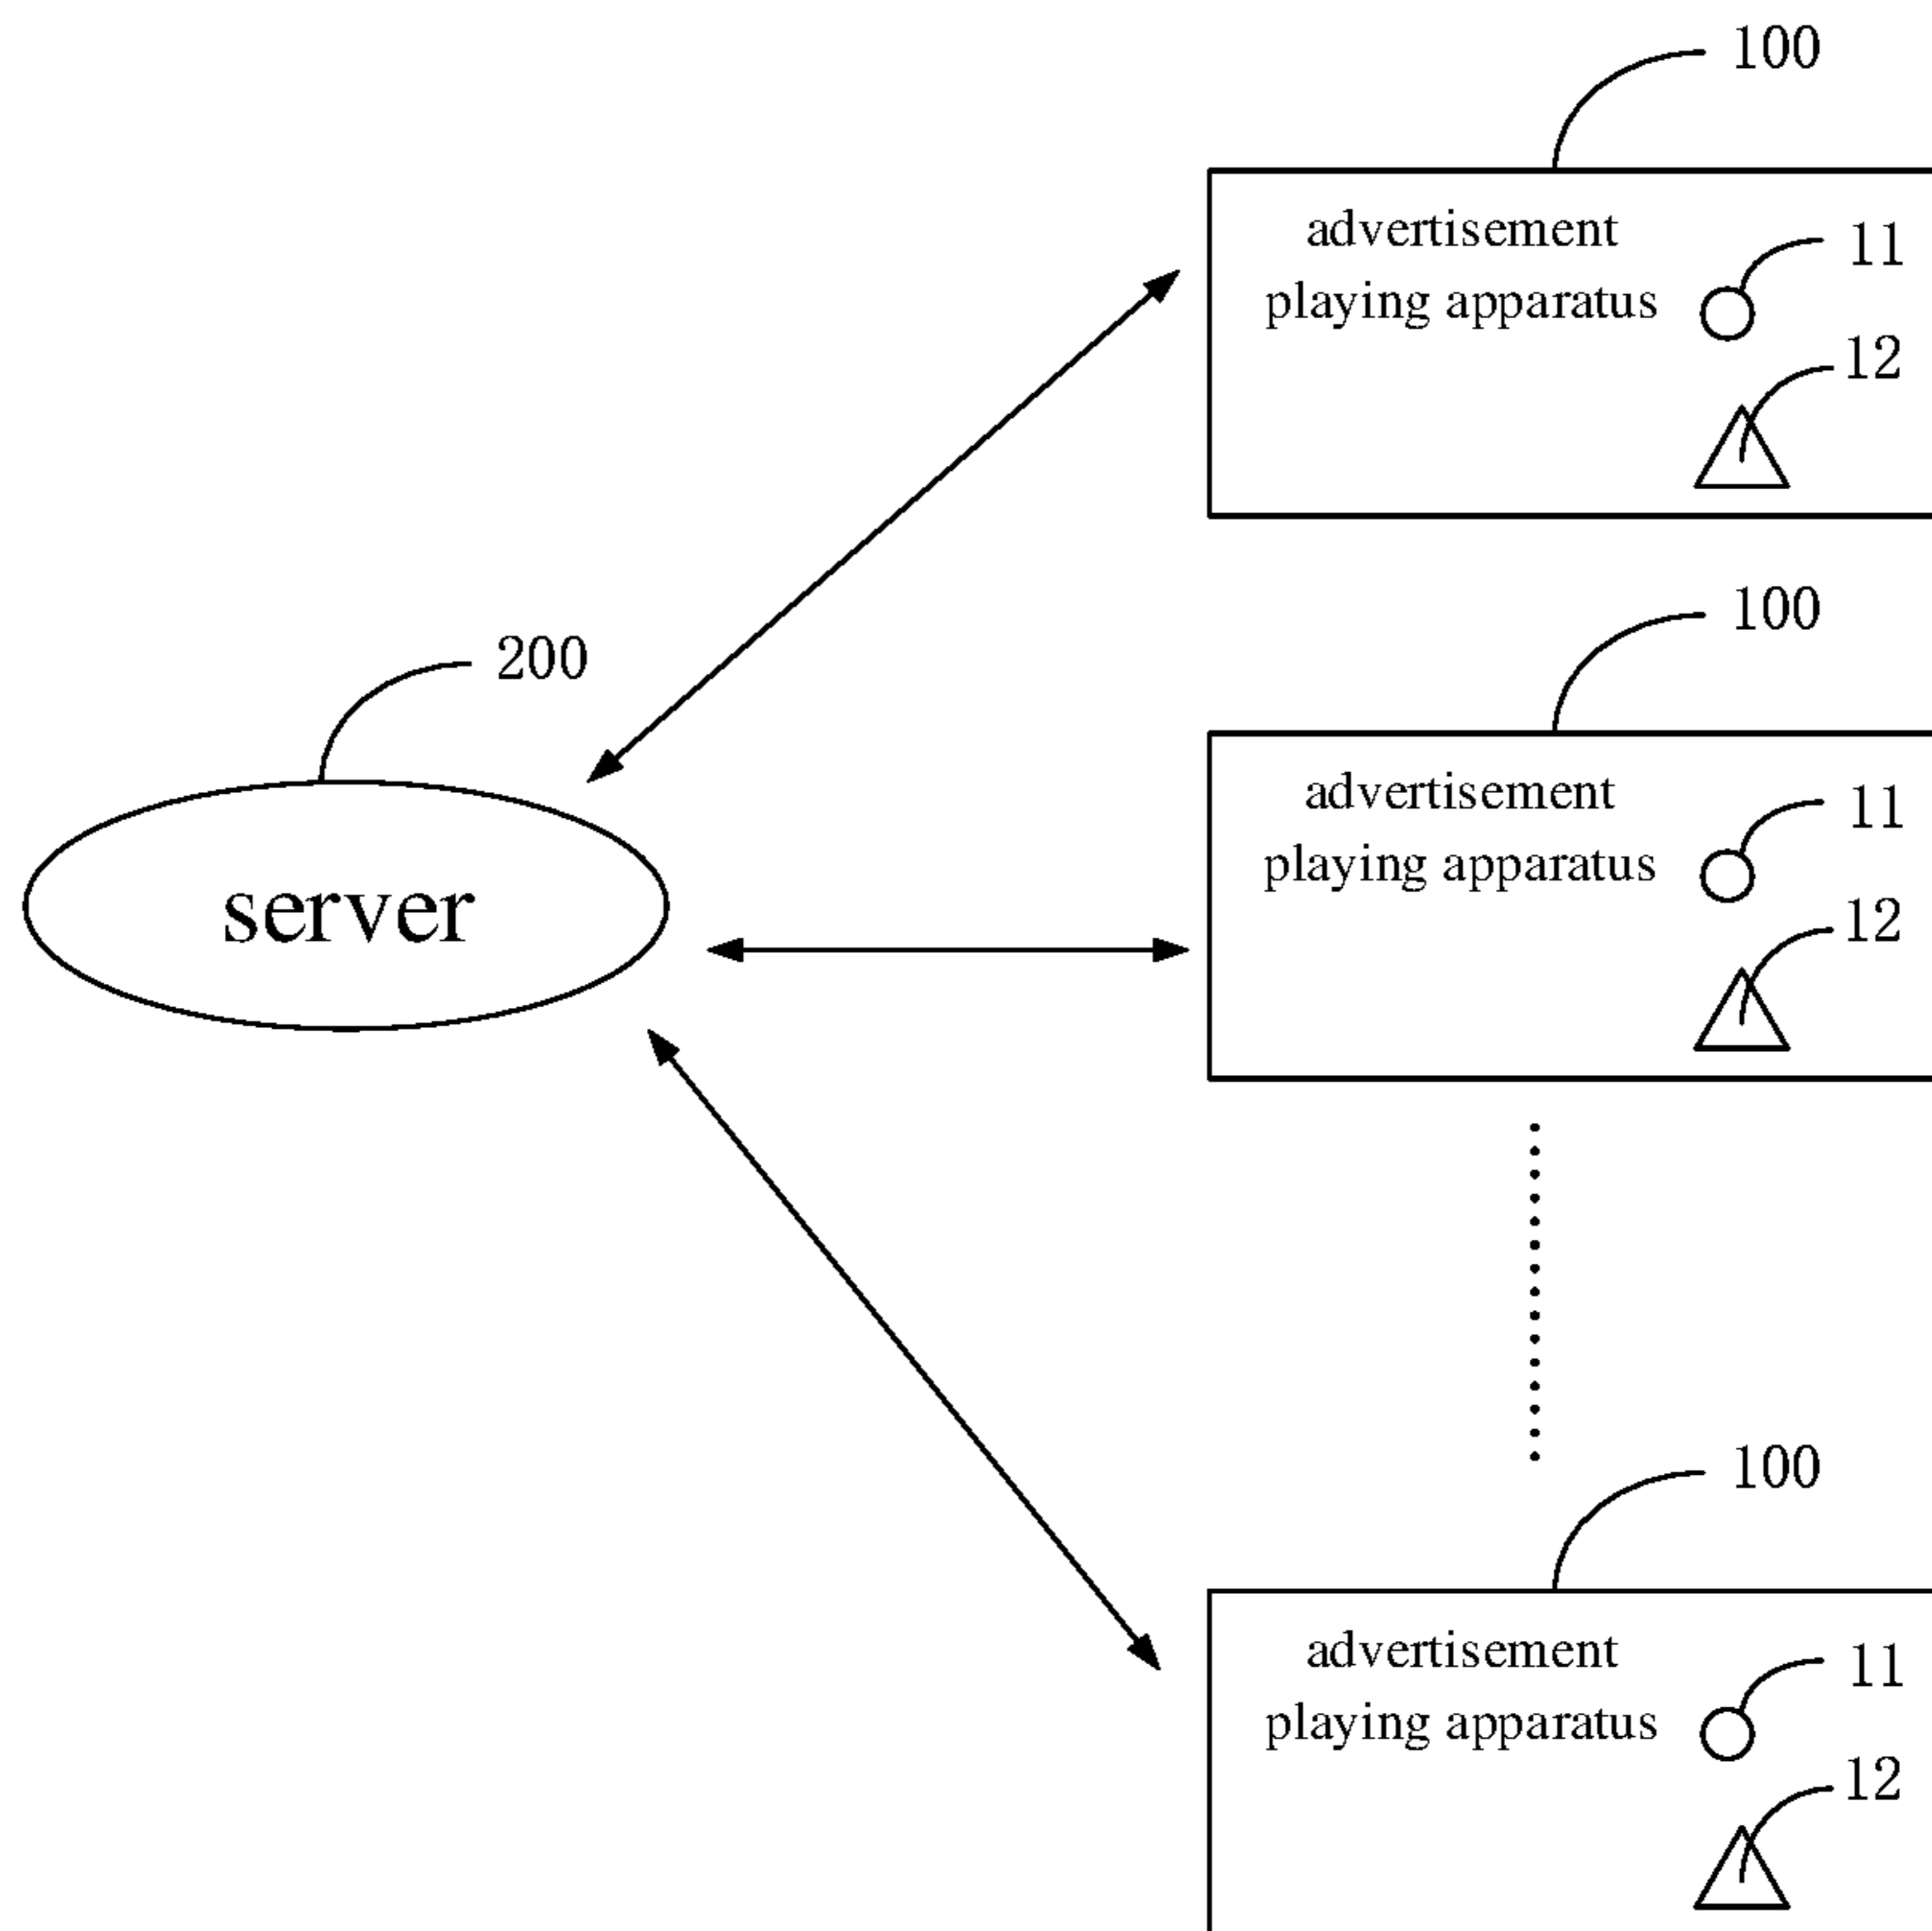 100
advertisement
11
playing apparatus
12
100
200
advertisement
11
playing apparatus
server
12
100
advertisement
11
playing apparatus
12